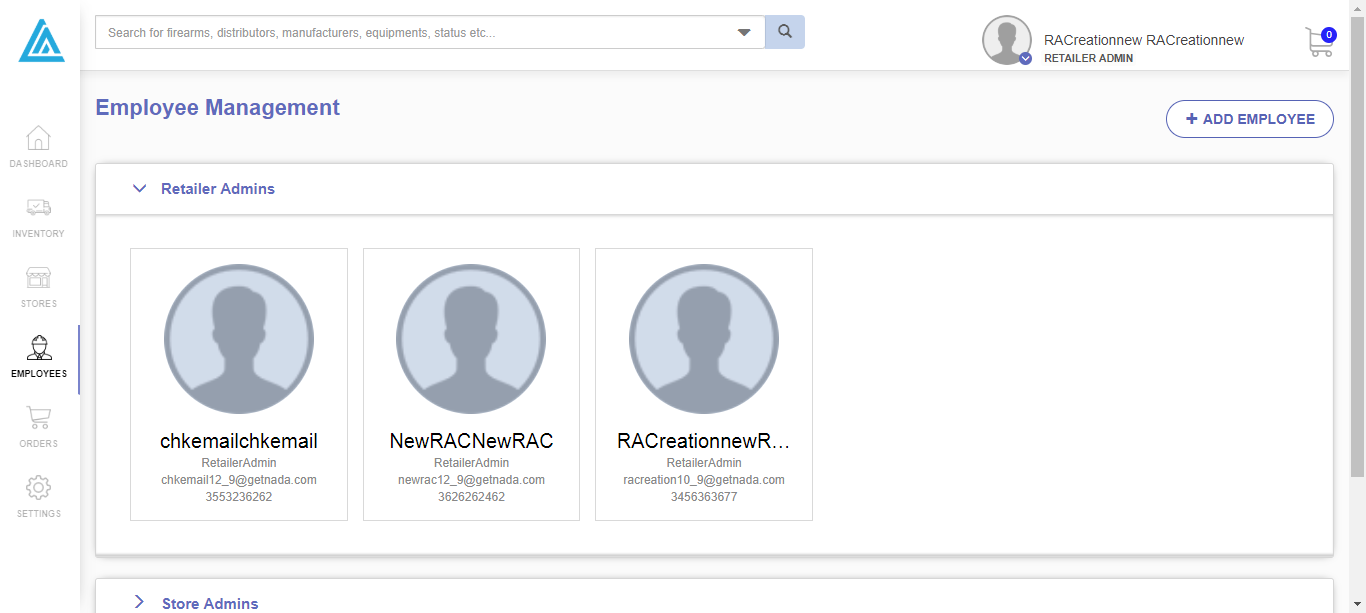 Search for firearms, distributors, manufacturers, equipments, status etc...
RACreationnew RACreationnew
RETAILER ADMIN
0
DASHBOARD
INVENTORY
STORES
EMPLOYEES
ORDERS
SETTINGS
Employee Management
+ ADD EMPLOYEE
Retailer Admins
chkemailchkemail
RetailerAdmin
chkemail12_9@getnada.com
3553236262
NewRACNewRAC
RetailerAdmin
newrac12_9@getnada.com
3626262462
RACreationnewR...
RetailerAdmin
racreation10_9@getnada.com
3456363677
Store Admins